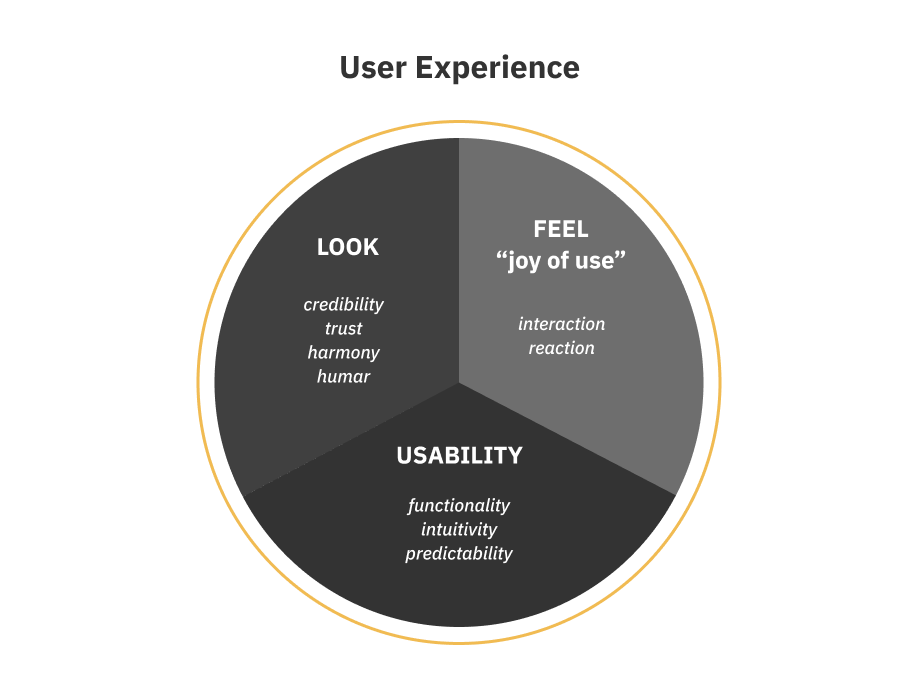 User Experience
LOOK
credibility
trust
harmony
humar
FEEL
“joy of use”
interaction
reaction
USABILITY
functionality
intuitivity
predictability